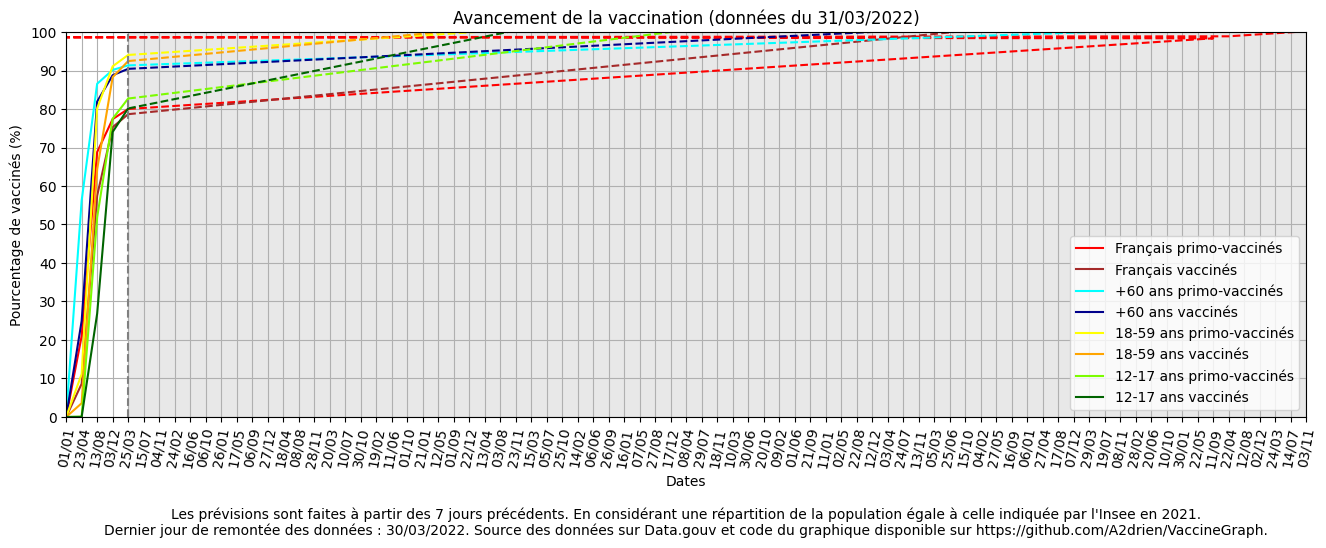 Avancement de la vaccination (données du 31/03/2022)
Pourcentage de vaccinés (%)
100
90
80
70
60
50
40
30
20
10
0
Français primo-vaccinés
Français vaccinés
+60 ans primo-vaccinés
+60 ans vaccinés
18-59 ans primo-vaccinés
18-59 ans vaccinés
12-17 ans primo-vaccinés
12-17 ans vaccinés
01/01 23/04 13/08 03/12 25/03 15/07 04/11 24/02 16/06 06/10 26/01 17/05 06/09 27/12 18/04 08/08 28/11 20/03 10/07 30/10 19/02 11/06 01/10 21/01 12/05 01/09 22/12 13/04 03/08 23/11 15/03 05/07 25/10 14/02 06/06 26/09 16/01 07/05 27/08 17/12 08/04 29/07 18/11 10/03 30/06 20/10 09/02 01/06 21/09 11/01 02/05 22/08 12/12 03/04 24/07 13/11 05/03 25/06 15/10 04/02 27/05 16/09 06/01 27/04 17/08 07/12 29/03 19/07 08/11 28/02 20/06 10/10 30/01 22/05 11/09 01/01 22/04 12/08 02/12 24/03 14/07 03/11
Dates
Les prévisions sont faites à partir des 7 jours précédents. En considérant une répartition de la population égale à celle indiquée par l'Insee en 2021.
Dernier jour de remontée des données : 30/03/2022. Source des données sur Data.gouv et code du graphique disponible sur https://github.com/A2drien/VaccineGraph.